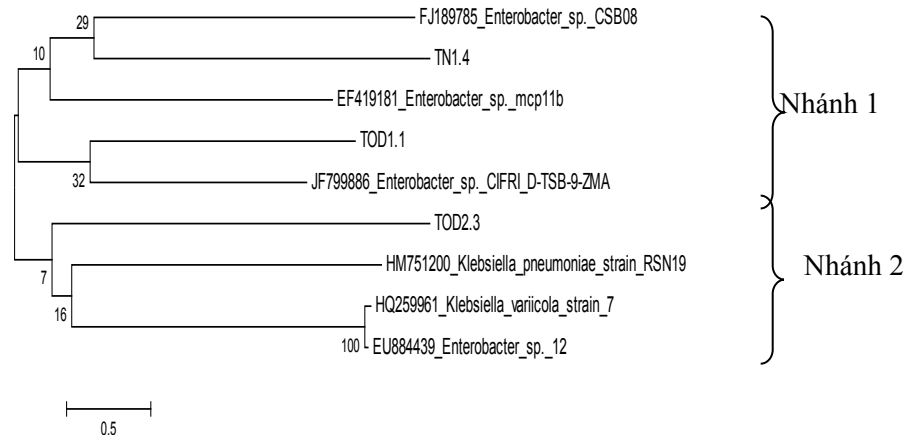 FJ189785_Enterobacter_sp._CSB08
29
TN1.4
10
EF419181_Enterobacter_sp._mcp11b
Nhánh 1
TOD1.1
32
JF799886_Enterobacter_sp._CIFRI_D-TSB-9-ZMA
TOD2.3
7
HM751200_Klebsiella_pneumoniae_strain_RSN19
Nhánh 2
16
HQ259961_Klebsiella_variicola_strain_7
100
EU884439_Enterobacter_sp._12
0.5